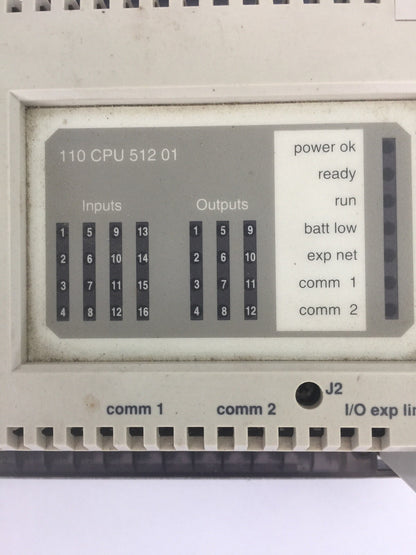 110 CPU 512 01
Inputs
1 5 9 13
2 6 10 14
3 7 11 15
4 8 12 16
Outputs
1 5 9
2 6 10
3 7 11
4 8 12
power ok
ready
run
batt low
exp net
comm 1
comm 2
J2
comm 1
comm 2
I/O exp